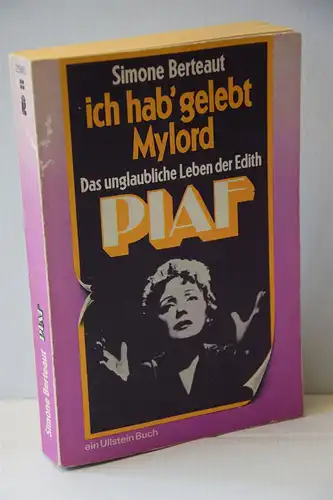 Simone Berteaut
ich hab' gelebt
Mylord
Das unglaubliche Leben der Edith
PIAF
ein Ullstein Buch
Simone Berteaut PIAF